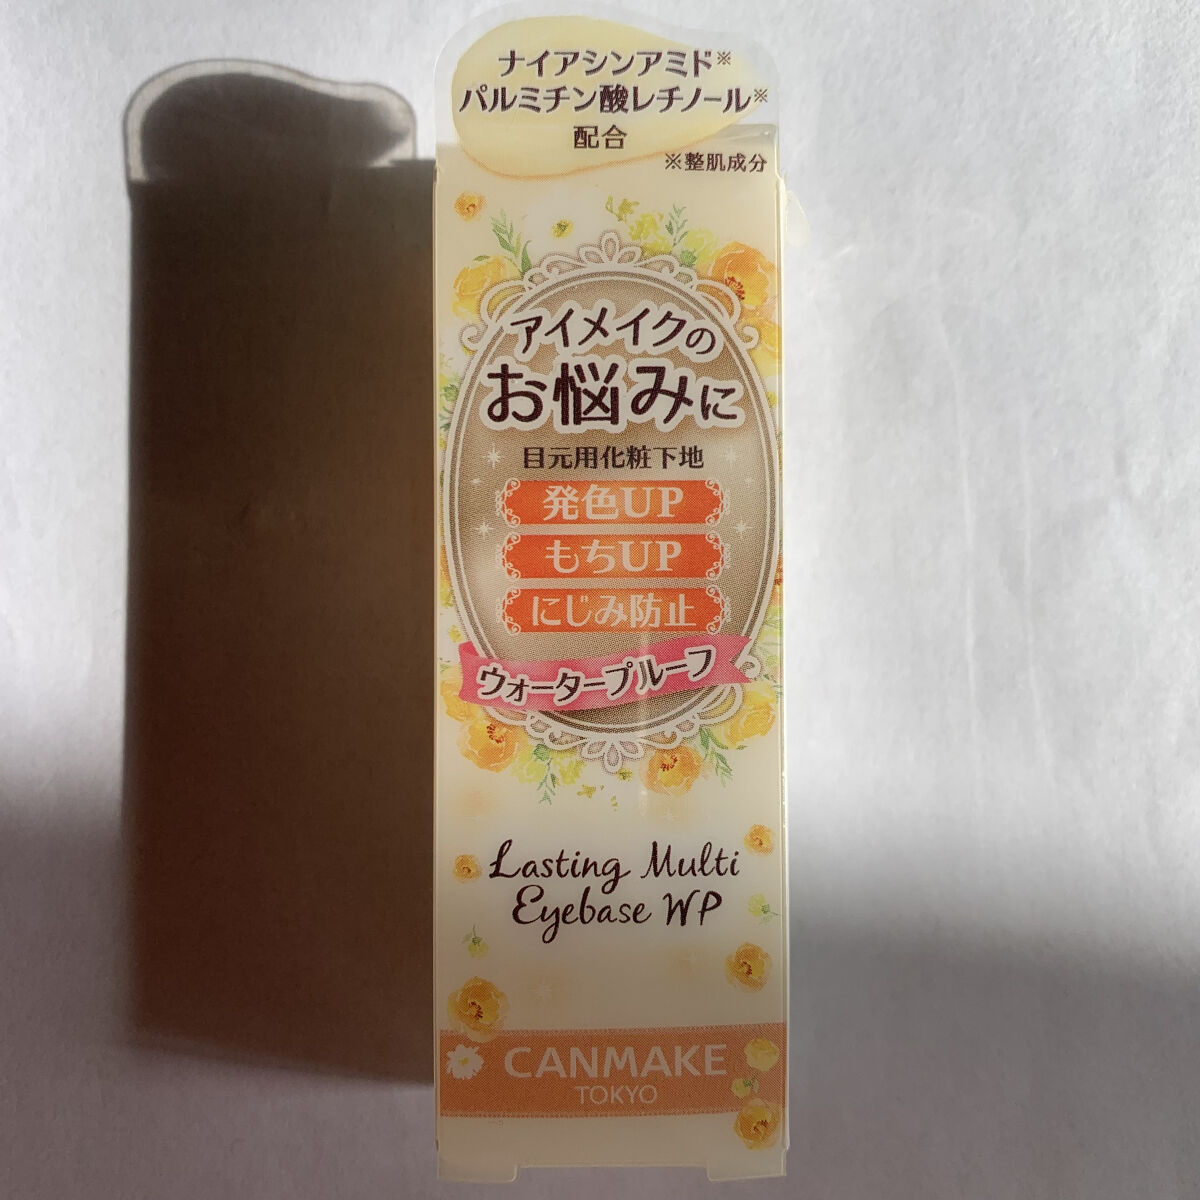 ナイアシンアミド※
パルミチン酸レチノール※
配合
※整肌成分
アイメイクの
お悩みに
目元用化粧下地
発色UP
もちUP
にじみ防止
ウォータープルーフ
Lasting Multi
Eyebase WP
CANMAKE
TOKYO